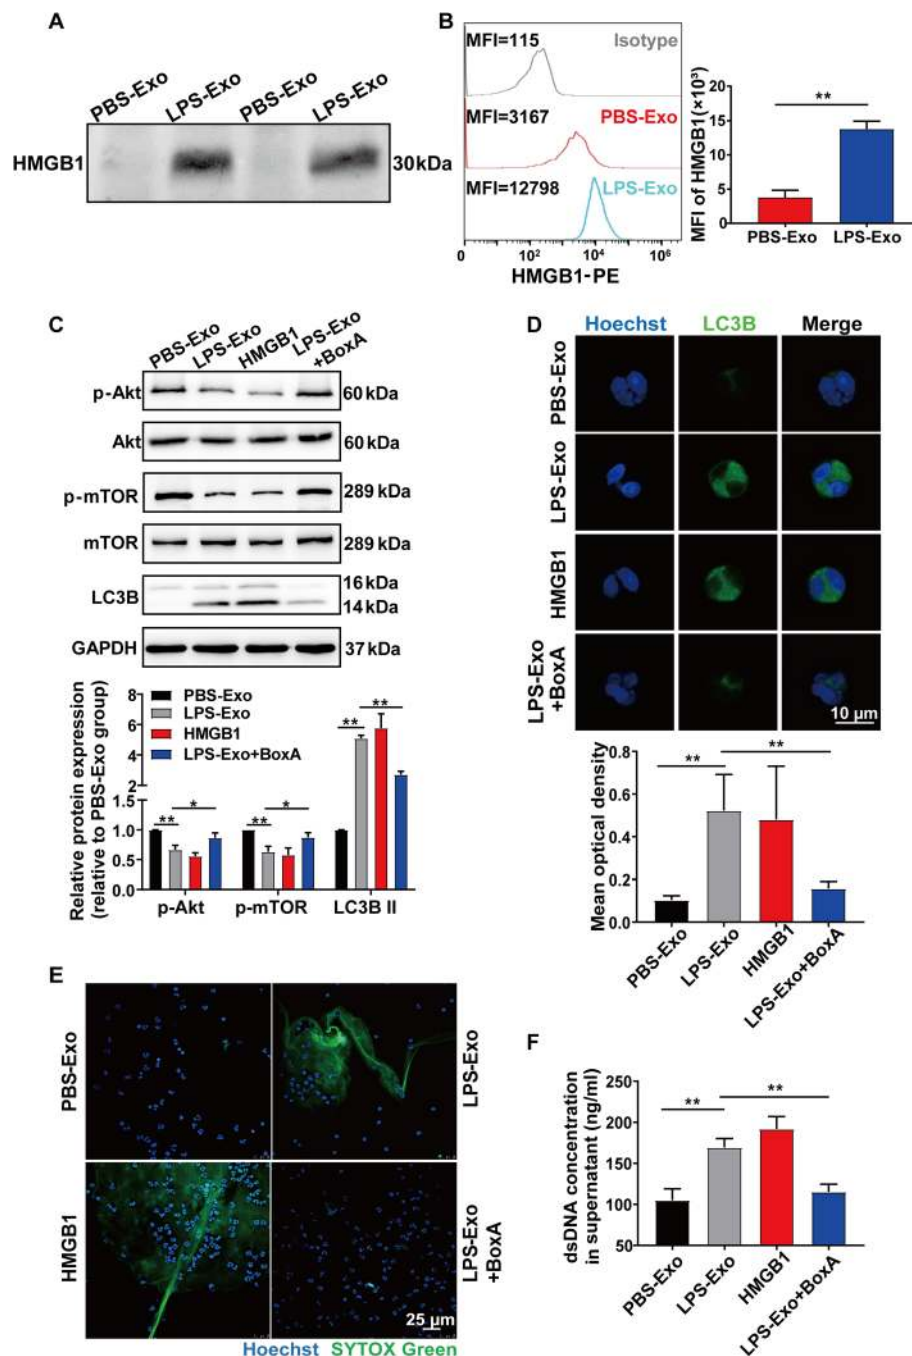 A
PBS-Exo
LPS-Exo
PBS-Exo
LPS-Exo
HMGB1
30kDa
B
MFI=115
Isotype
MFI=3167
PBS-Exo
MFI=12798
LPS-Exo
0
10²
10⁴
10⁶
HMGB1-PE
MFI of HMGB1(×10³)
20
15
10
5
0
**
PBS-Exo
LPS-Exo
C
PBS-Exo
LPS-Exo
HMGB1
LPS-Exo
+BoxA
p-Akt
60 kDa
Akt
60 kDa
p-mTOR
289 kDa
mTOR
289 kDa
LC3B
16 kDa
14 kDa
GAPDH
37 kDa
Relative protein expression
(relative to PBS-Exo group)
8
6
4
2
1.5
1.0
0.5
0.0
PBS-Exo
LPS-Exo
HMGB1
LPS-Exo+BoxA
**
*
**
*
**
**
p-Akt
p-mTOR
LC3B II
D
Hoechst
LC3B
Merge
PBS-Exo
LPS-Exo
HMGB1
LPS-Exo
+BoxA
10 μm
Mean optical density
0.8
0.6
0.4
0.2
0.0
**
**
PBS-Exo
LPS-Exo
HMGB1
LPS-Exo+BoxA
E
PBS-Exo
LPS-Exo
HMGB1
LPS-Exo
+BoxA
25 μm
Hoechst SYTOX Green
F
dsDNA concentration
in supernatant (ng/ml)
250
200
150
100
50
**
**
PBS-Exo
LPS-Exo
HMGB1
LPS-Exo+BoxA